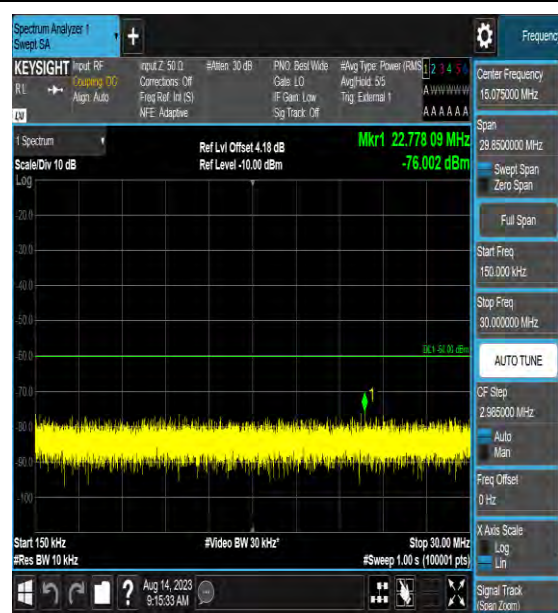 Spectrum Analyzer 1
Swept SA
+
Frequency
KEYSIGHT
RL
Input: RF
Coupling: DC
Align: Auto
Input Z: 50 Ω
Corrections: Off
Freq Ref: Int (S)
NFE: Adaptive
#Atten: 30 dB
PNO: Best Wide
Gate: LO
IF Gain: Low
Sig Track: Off
#Avg Type: Power (RMS
Avg|Hold: 5/5
Trig: External 1
1 2 3 4 5 6
A W W W W W
A A A A A A
LW
1 Spectrum
Scale/Div 10 dB
Log
Ref Lvl Offset 4.18 dB
Ref Level -10.00 dBm
Mkr1 22.778 09 MHz
-76.002 dBm
-20.0
-30.0
-40.0
-50.0
-60.0
-70.0
-80.0
-90.0
-100
DL1 -60.00 dBm
1
Start 150 kHz
#Res BW 10 kHz
#Video BW 30 kHz*
Stop 30.00 MHz
#Sweep 1.00 s (100001 pts)
Center Frequency
15.075000 MHz
Span
29.8500000 MHz
Swept Span
Zero Span
Full Span
Start Freq
150.000 kHz
Stop Freq
30.000000 MHz
AUTO TUNE
CF Step
2.985000 MHz
Auto
Man
Freq Offset
0 Hz
X Axis Scale
Log
Lin
Signal Track
(Span Zoom)
?
Aug 14, 2023
9:15:33 AM